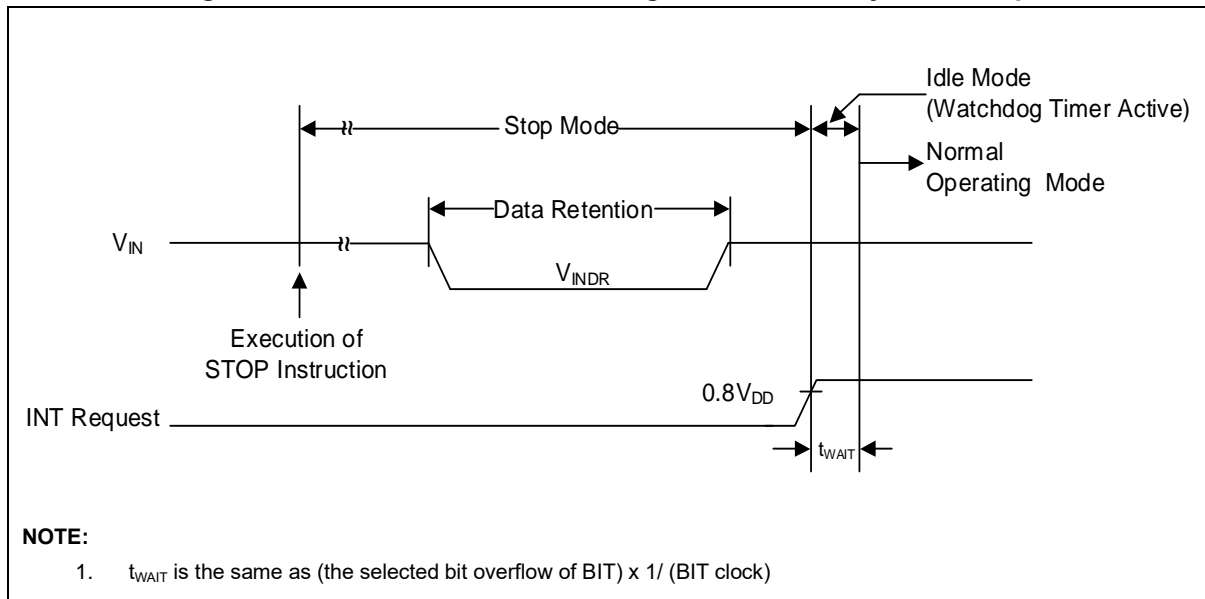 Idle Mode
(Watchdog Timer Active)
Stop Mode
Normal
Operating Mode
Data Retention
VIN
VINDR
Execution of
STOP Instruction
0.8VDD
INT Request
tWAIT
NOTE:
1. tWAIT is the same as (the selected bit overflow of BIT) x 1/ (BIT clock)